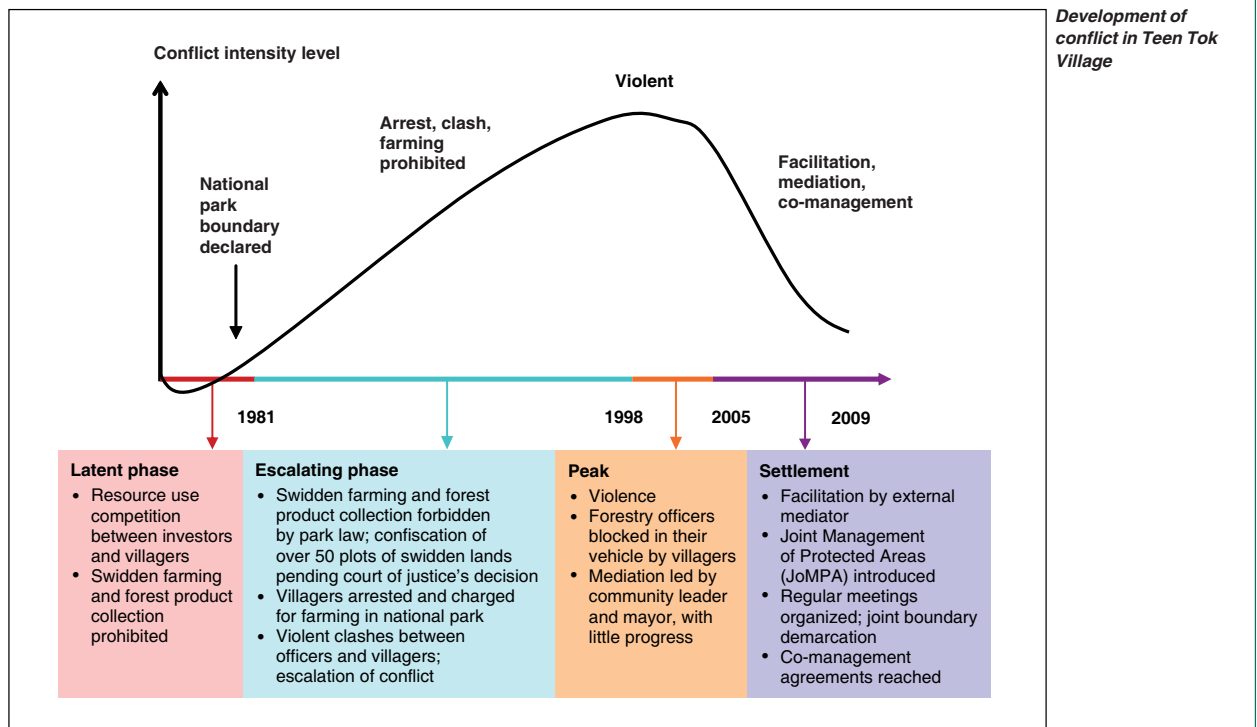 Development of
conflict in Teen Tok
Village
Conflict intensity level
Violent
Arrest, clash,
farming
prohibited
Facilitation,
mediation,
co-management
National
park
boundary
declared
1981
1998
2005
2009
Latent phase
• Resource use
competition
between investors
and villagers
• Swidden farming
and forest product
collection
prohibited
Escalating phase
• Swidden farming and forest
product collection forbidden
by park law; confiscation of
over 50 plots of swidden lands
pending court of justice's decision
• Villagers arrested and charged
for farming in national park
• Violent clashes between
officers and villagers;
escalation of conflict
Peak
• Violence
• Forestry officers
blocked in their
vehicle by villagers
• Mediation led by
community leader
and mayor, with
little progress
Settlement
• Facilitation by external
mediator
• Joint Management
of Protected Areas
(JoMPA) introduced
• Regular meetings
organized; joint boundary
demarcation
• Co-management
agreements reached